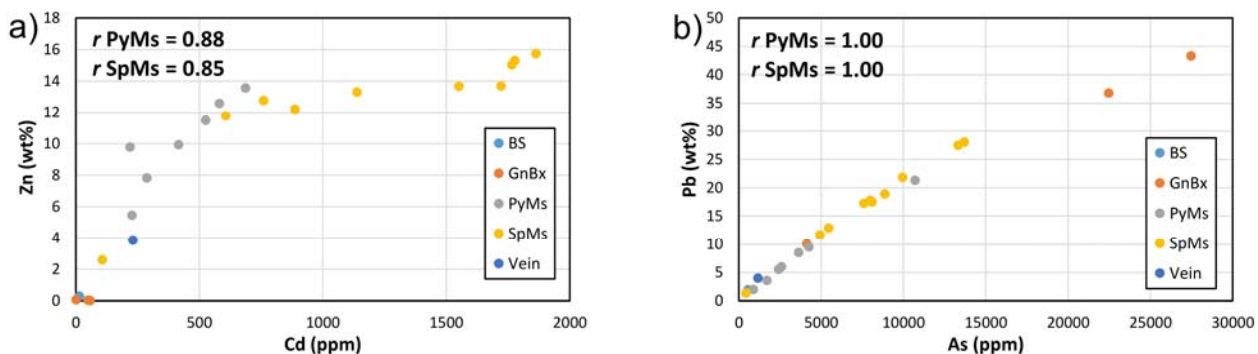 a)
r PyMs = 0.88
r SpMs = 0.85
Zn (wt%)
18
16
14
12
10
8
6
4
2
0
0 500 1000 1500 2000
Cd (ppm)
BS
GnBx
PyMs
SpMs
Vein
b)
r PyMs = 1.00
r SpMs = 1.00
Pb (wt%)
50
45
40
35
30
25
20
15
10
5
0
0 5000 10000 15000 20000 25000 30000
As (ppm)
BS
GnBx
PyMs
SpMs
Vein